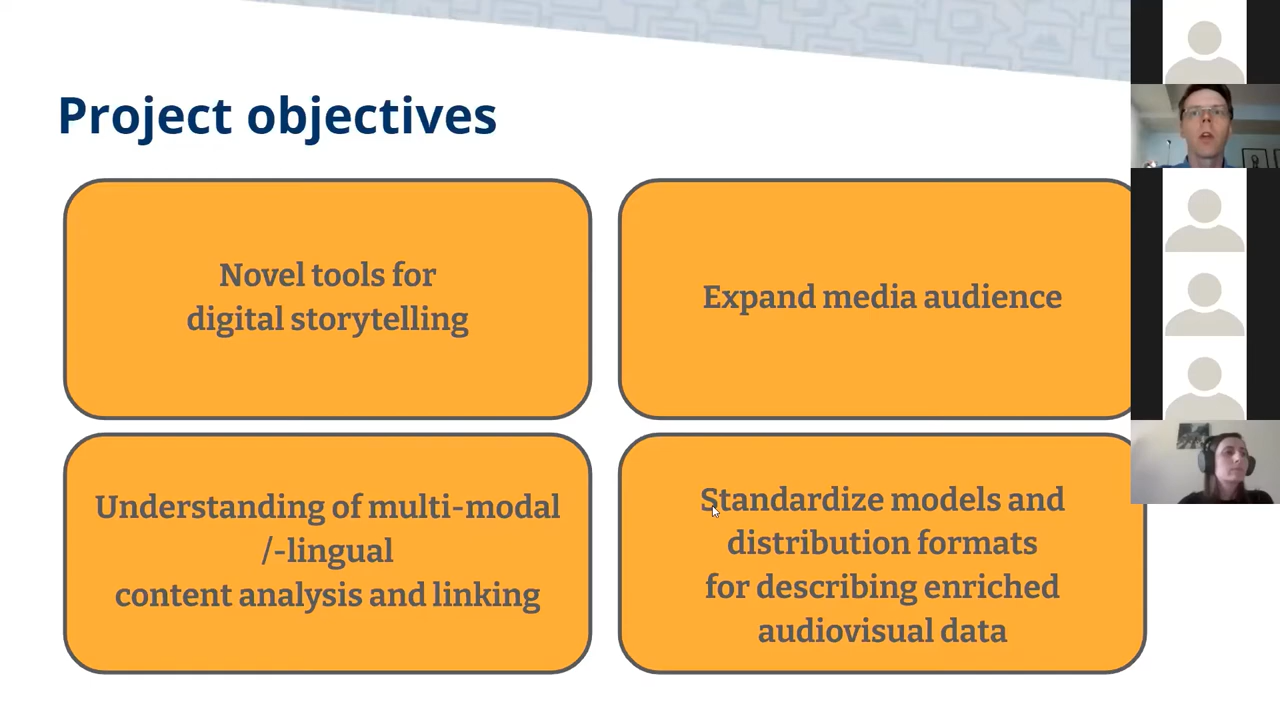 Project objectives
Novel tools for
digital storytelling
Expand media audience
Understanding of multi-modal
/-lingual
content analysis and linking
Standardize models and
distribution formats
for describing enriched
audiovisual data